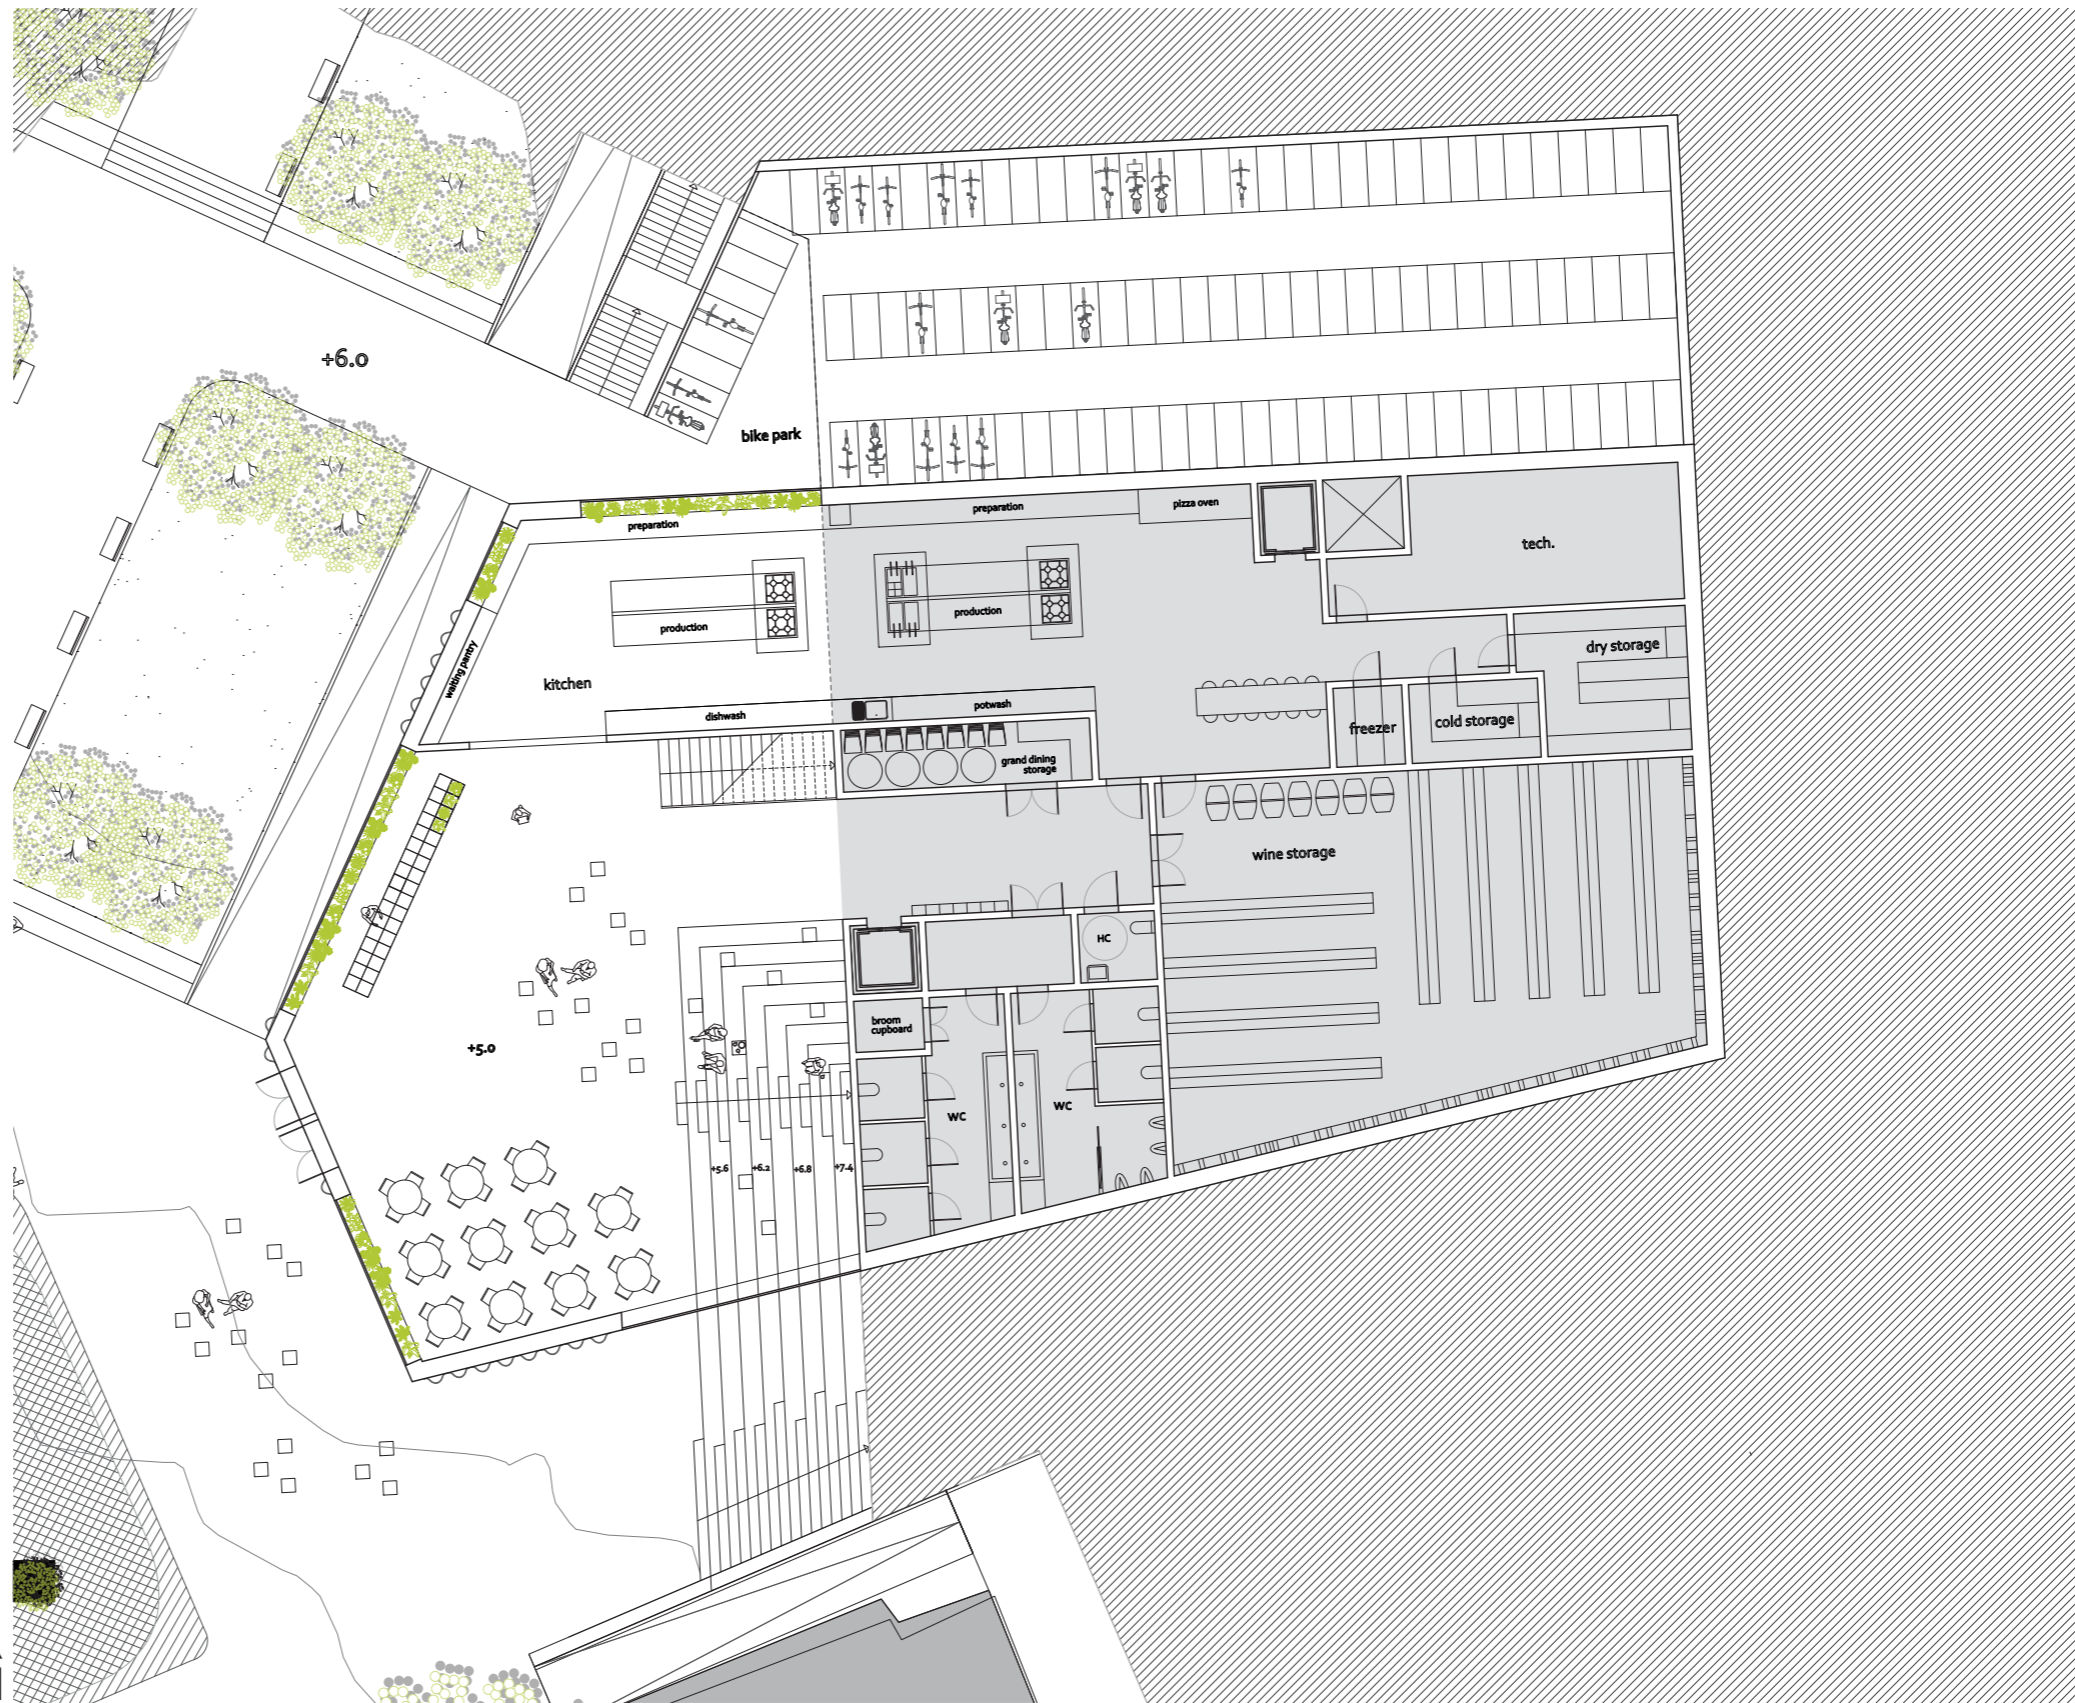 +6.0
bike park
preparation
preparation
pizza oven
tech.
production
production
waiting pantry
kitchen
dry storage
dishwash
potwash
freezer
cold storage
grand dining
storage
wine storage
HC
broom
cupboard
+5.0
WC
WC
+5.6
+6.2
+6.8
+7.4